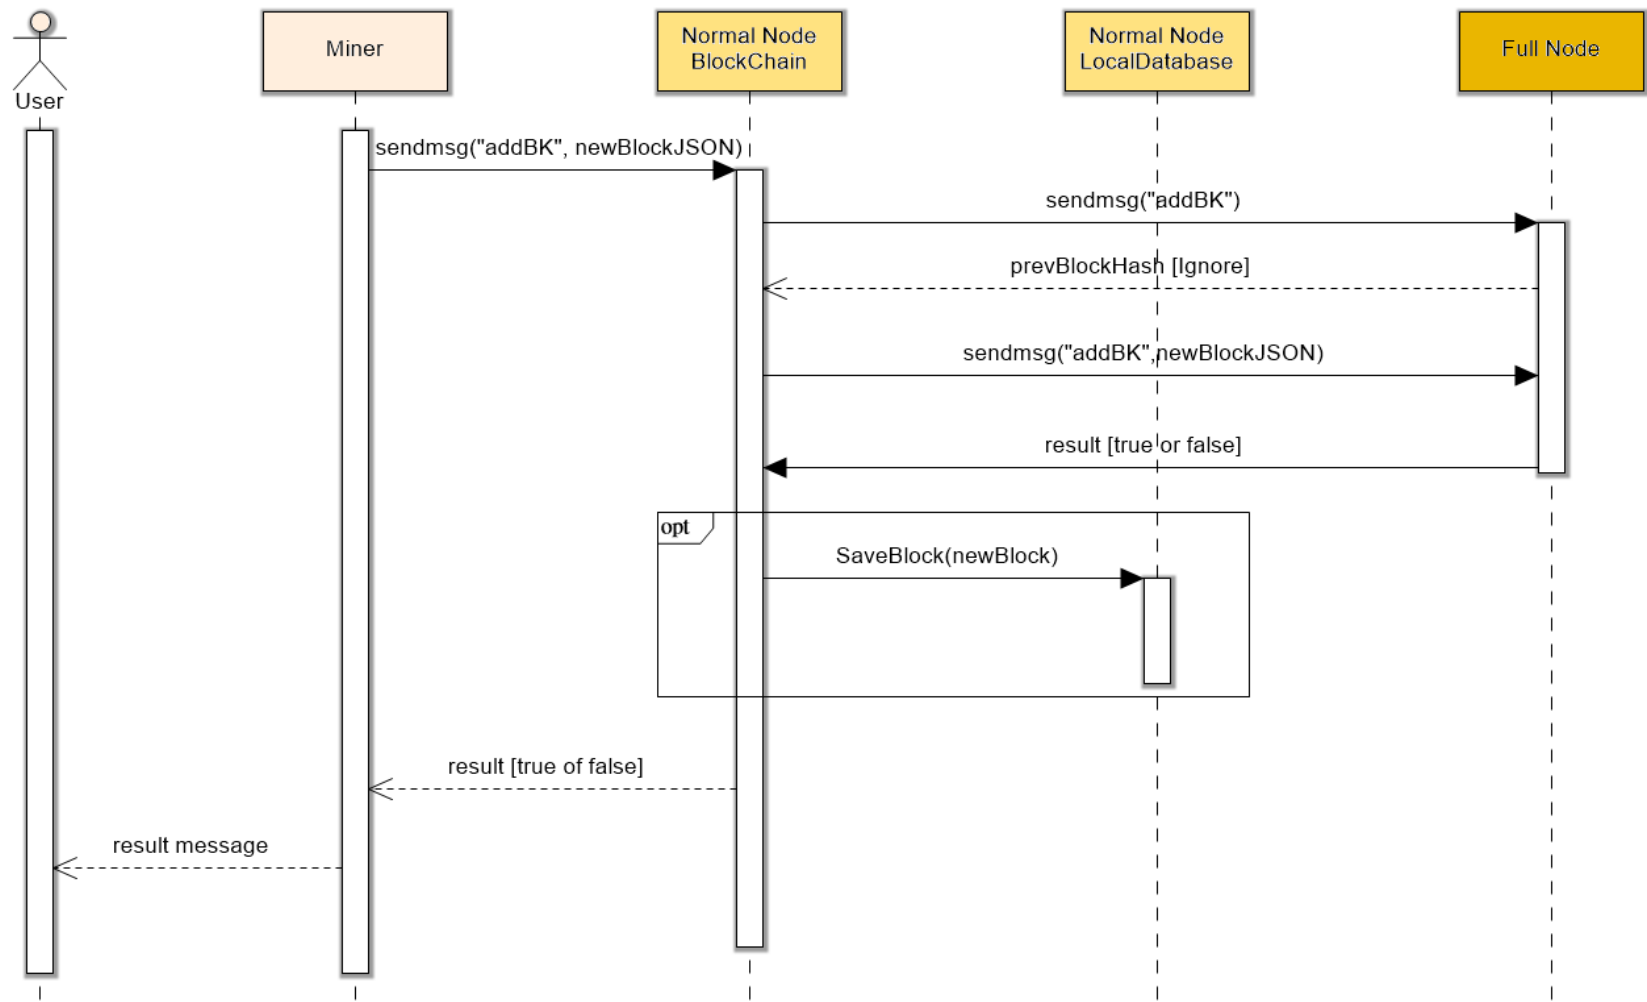 User
Miner
Normal Node
BlockChain
Normal Node
LocalDatabase
Full Node
sendmsg("addBK", newBlockJSON)
sendmsg("addBK")
prevBlockHash [Ignore]
sendmsg("addBK",newBlockJSON)
result [true or false]
opt
SaveBlock(newBlock)
result [true of false]
result message